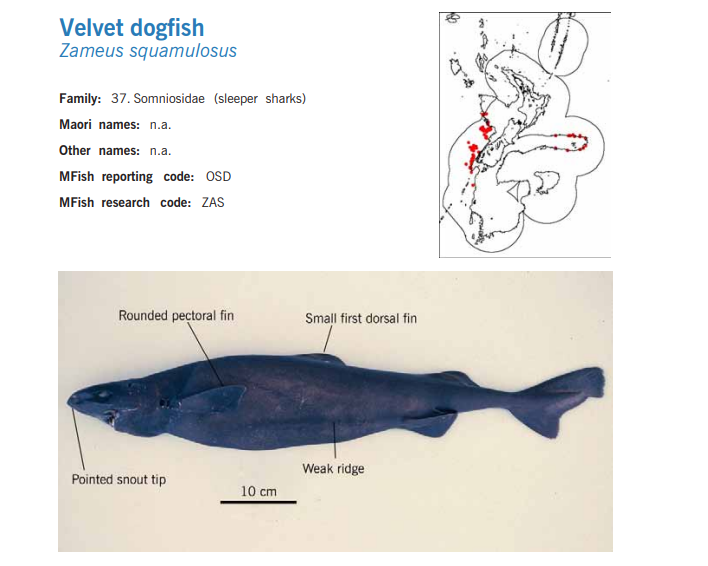 Velvet dogfish
Zameus squamulosus
Family: 37. Somniosidae (sleeper sharks)
Maori names: n.a.
Other names: n.a.
MFish reporting code: OSD
MFish research code: ZAS
Rounded pectoral fin
Small first dorsal fin
Pointed snout tip
Weak ridge
10 cm